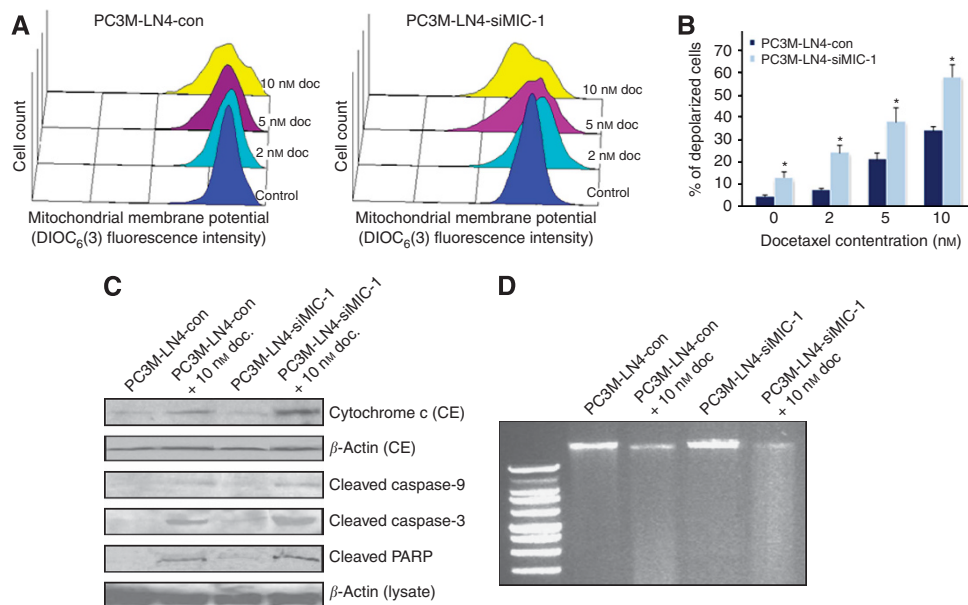 A
PC3M-LN4-con
Cell count
10 nM doc
5 nM doc
2 nM doc
Control
Mitochondrial membrane potential
(DIOC6(3) fluorescence intensity)
PC3M-LN4-siMIC-1
Cell count
10 nM doc
5 nM doc
2 nM doc
Control
Mitochondrial membrane potential
(DIOC6(3) fluorescence intensity)
B
% of depolarized cells
70
60
50
40
30
20
10
0
PC3M-LN4-con
PC3M-LN4-siMIC-1
* * * *
0 2 5 10
Docetaxel contentration (nM)
C
PC3M-LN4-con
PC3M-LN4-con
+ 10 nM doc.
PC3M-LN4-siMIC-1
PC3M-LN4-siMIC-1
+ 10 nM doc.
Cytochrome c (CE)
β-Actin (CE)
Cleaved caspase-9
Cleaved caspase-3
Cleaved PARP
β-Actin (lysate)
D
PC3M-LN4-con
PC3M-LN4-con
+ 10 nM doc
PC3M-LN4-siMIC-1
PC3M-LN4-siMIC-1
+ 10 nM doc